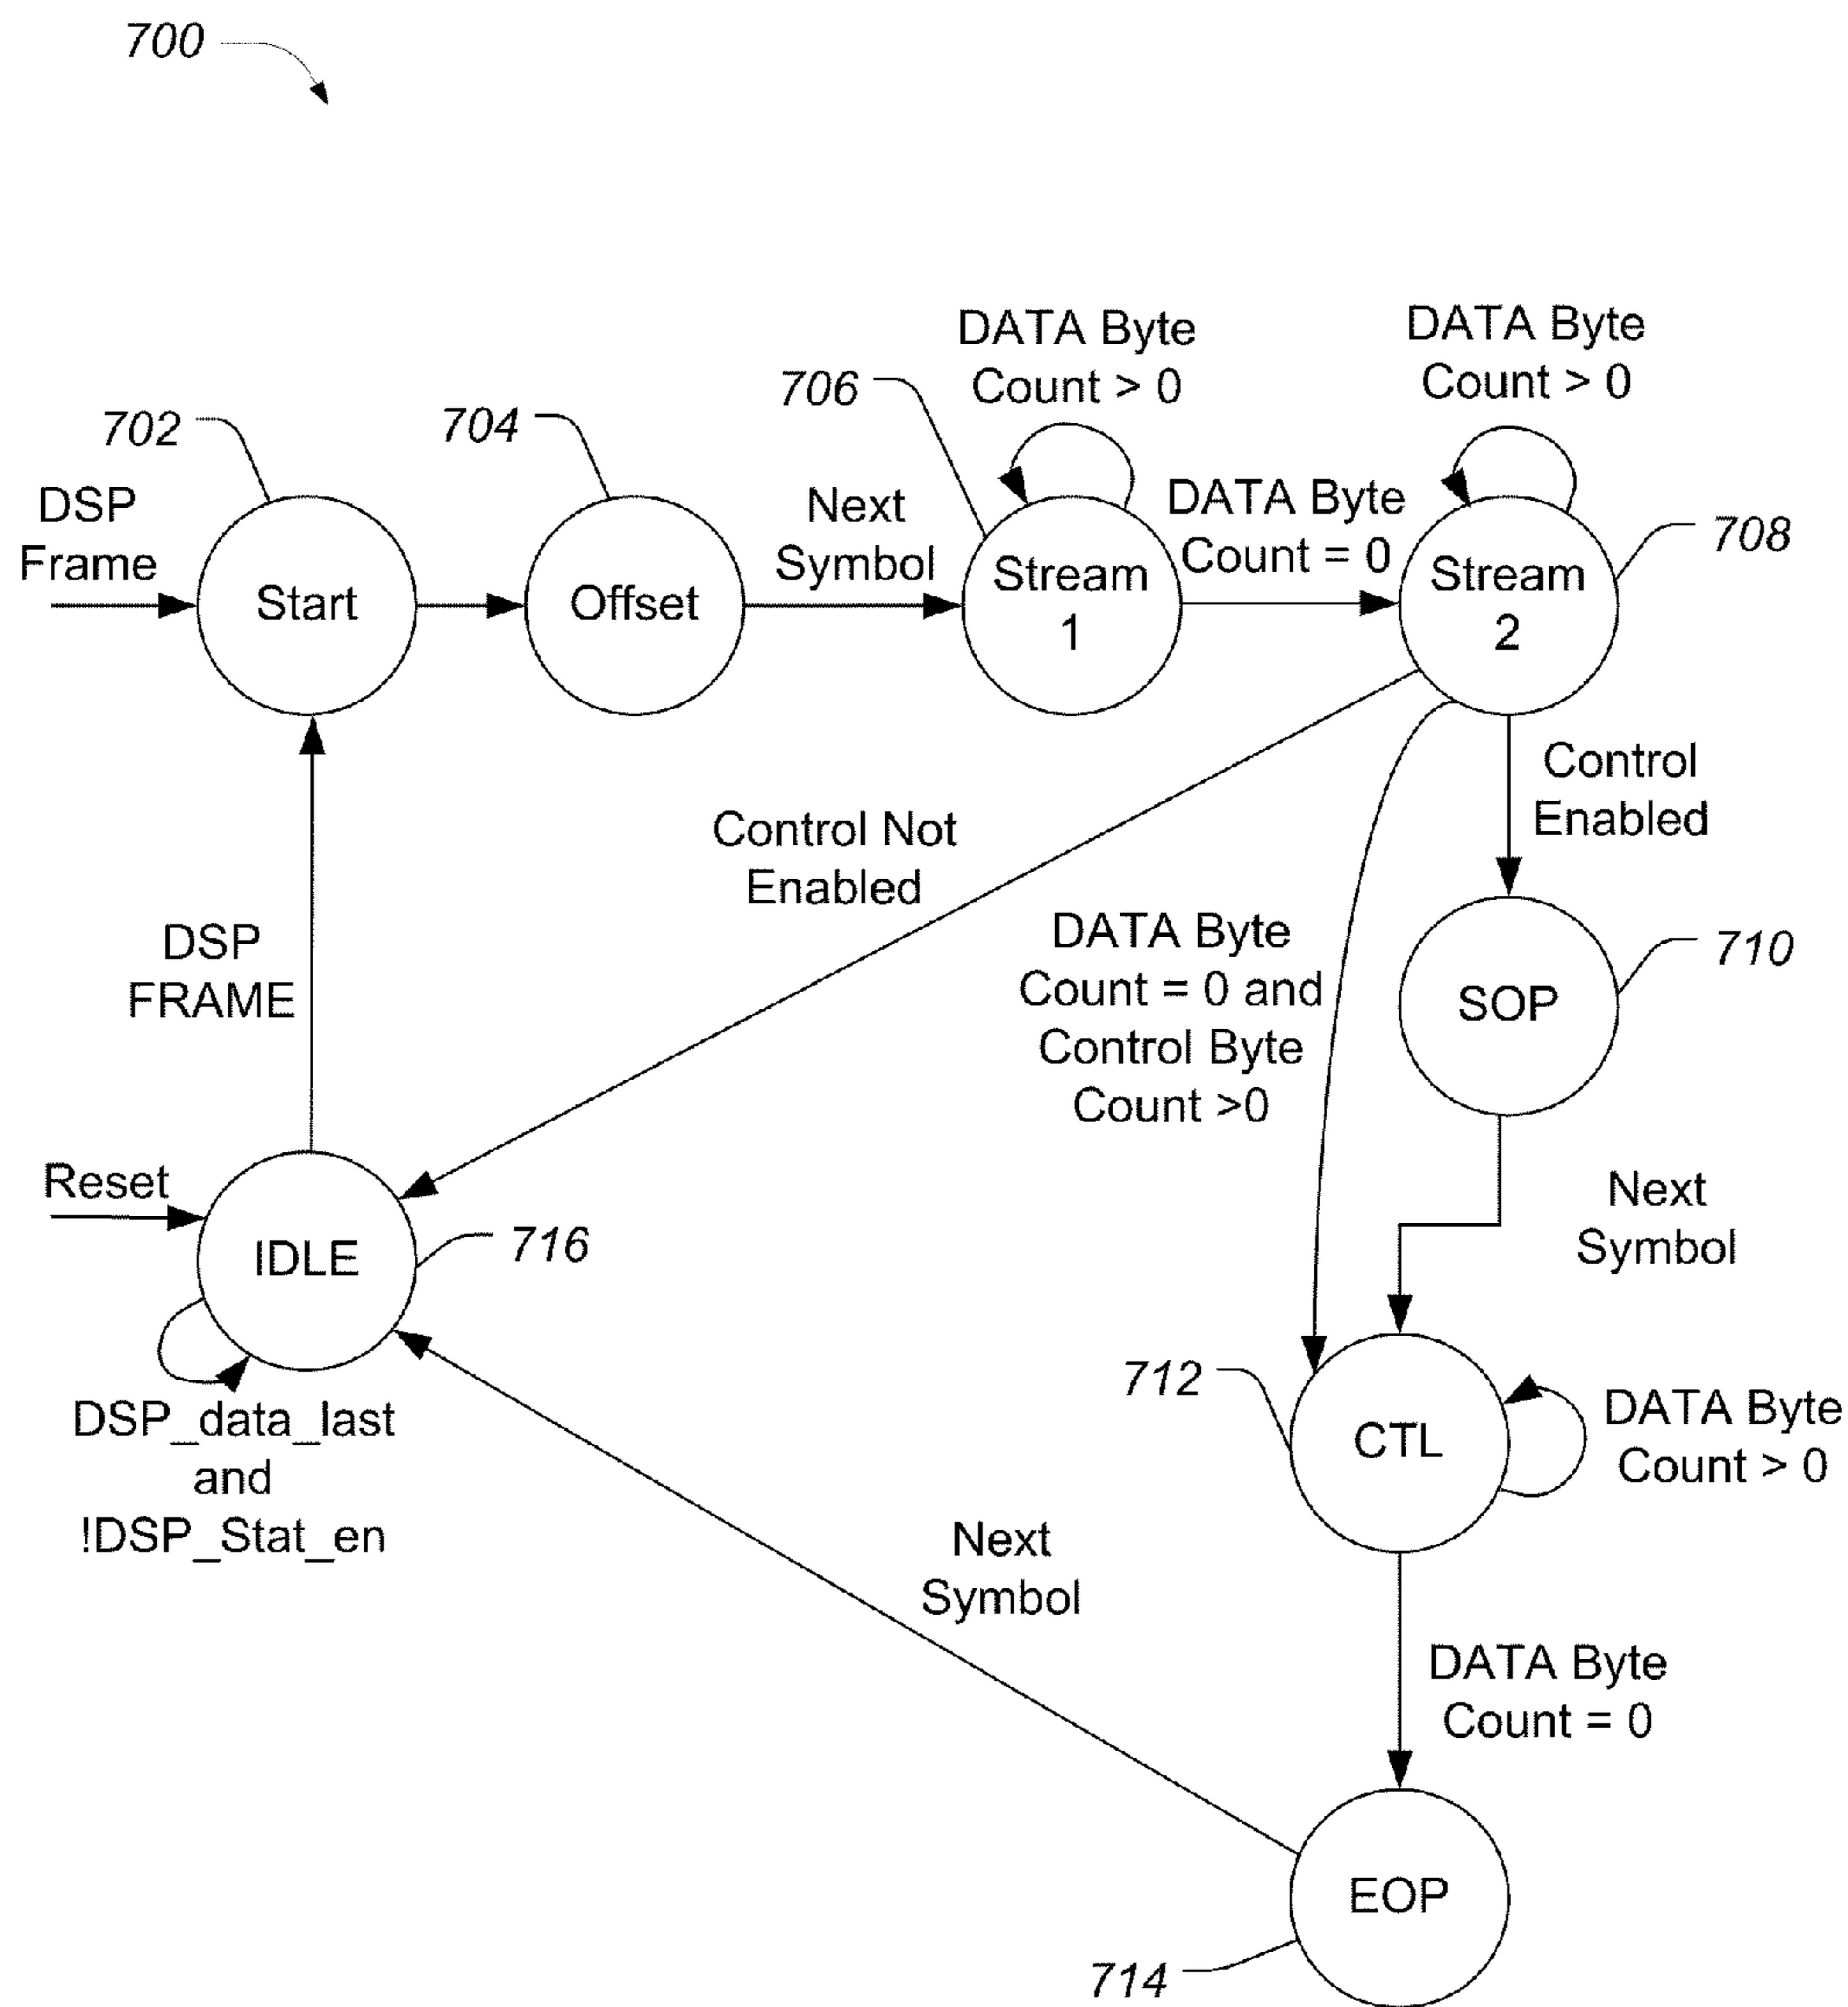 700
DATA Byte
Count > 0
DATA Byte
Count > 0
702
704
706
708
DSP
Frame
Next
Symbol
DATA Byte
Count = 0
Start
Offset
Stream
1
Stream
2
Control
Enabled
Control Not
Enabled
DATA Byte
Count = 0 and
Control Byte
Count >0
DSP
FRAME
SOP
710
Reset
IDLE
716
Next
Symbol
DSP_data_last
and
!DSP_Stat_en
712
CTL
DATA Byte
Count > 0
Next
Symbol
DATA Byte
Count = 0
EOP
714